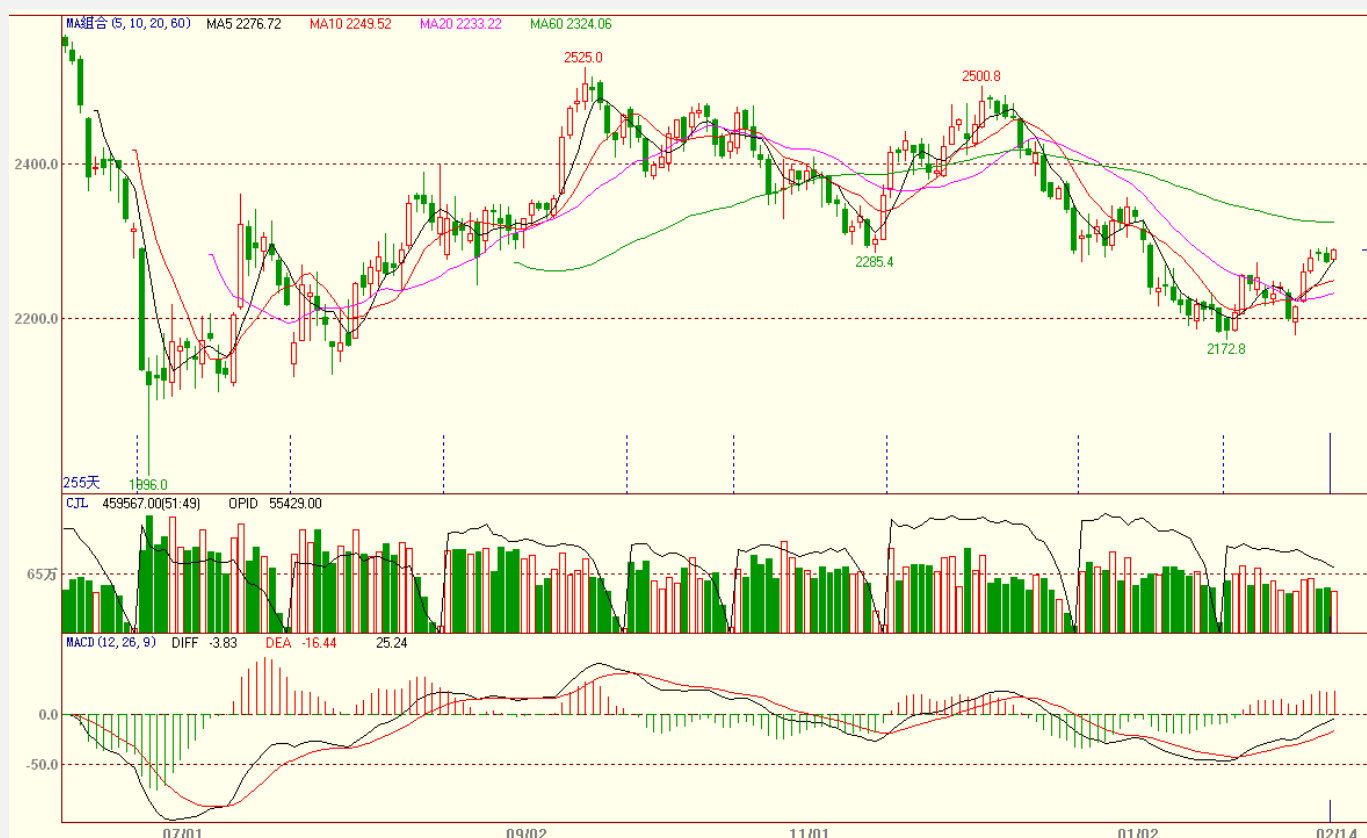 MA组合(5,10,20,60) MA5 2276.72 MA10 2249.52 MA20 2233.22 MA60 2324.06
2525.0
2500.8
2400.0
2285.4
2200.0
2172.8
255天 1896.0
CJL 459567.00(51:49) OPID 55429.00
65万
MACD(12,26,9) DIFF -3.83 DEA -16.44 25.24
0.0
-50.0
07/01 09/02 11/01 01/02 02/14